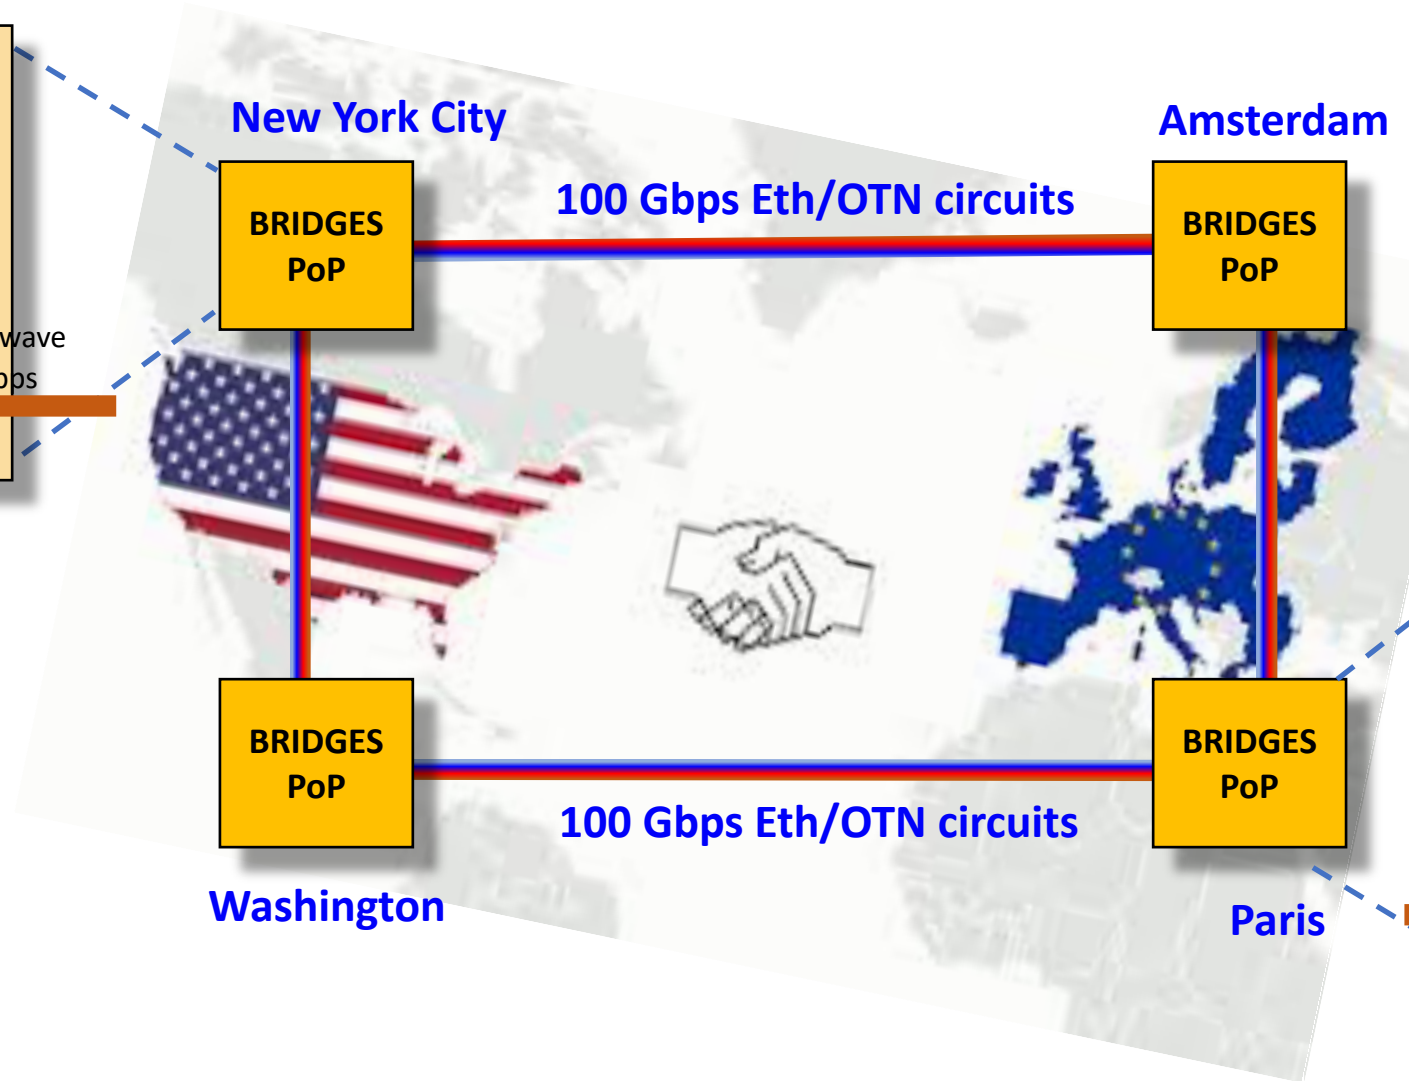 New York City
Amsterdam
100 Gbps Eth/OTN circuits
BRIDGES
PoP
BRIDGES
PoP
wave
BRIDGES
PoP
BRIDGES
PoP
100 Gbps Eth/OTN circuits
Washington
Paris